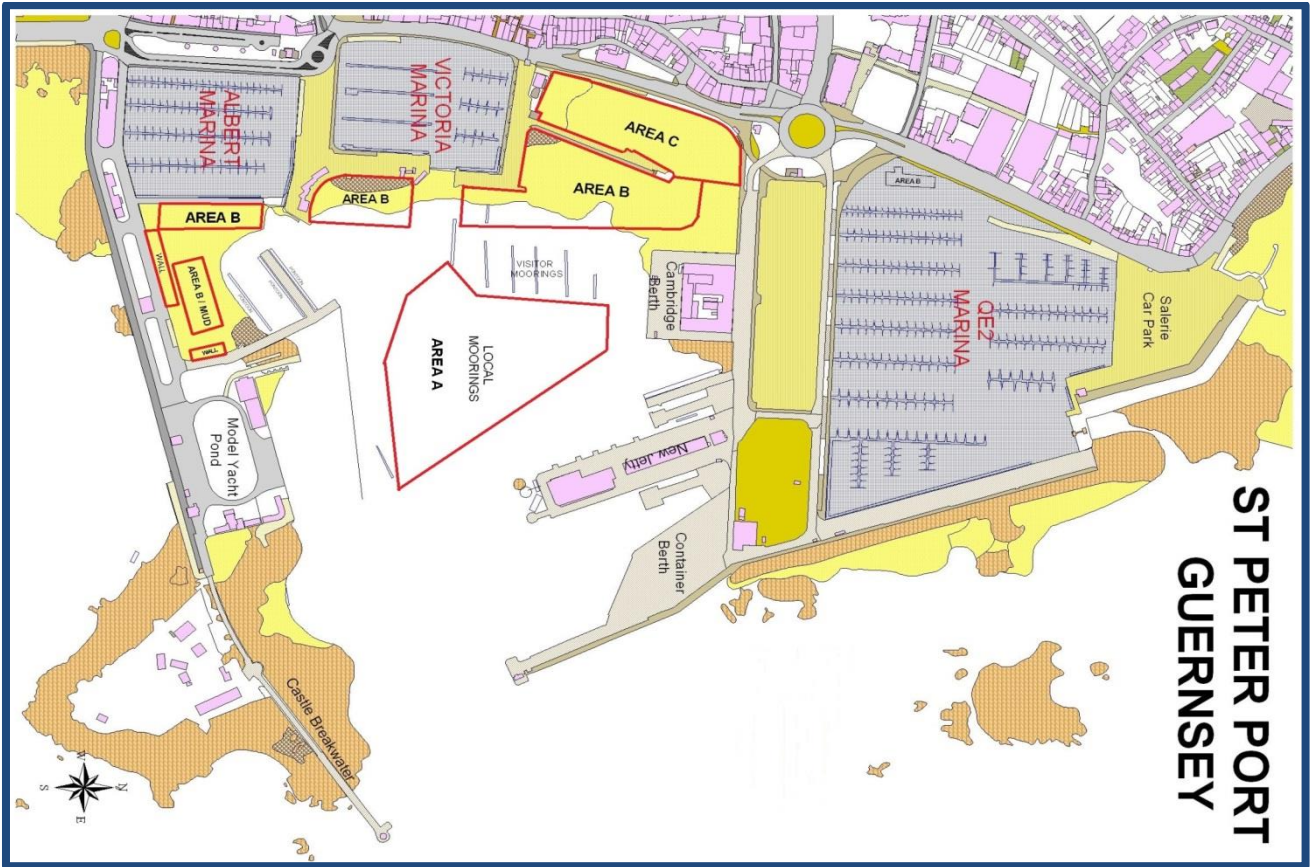 ST PETER PORT
GUERNSEY
ALBERT
MARINA
VICTORIA
MARINA
AREA C
AREA B
AREA B
AREA B
AREA B
WALL
AREA B / MUD
WALL
VISITOR
MOORINGS
LOCAL
MOORINGS
AREA A
Cambridge
Berth
QE2
MARINA
Salerie
Car Park
New Jetty
Container
Berth
Model Yacht
Pond
Castle Breakwater
W
N
S
E